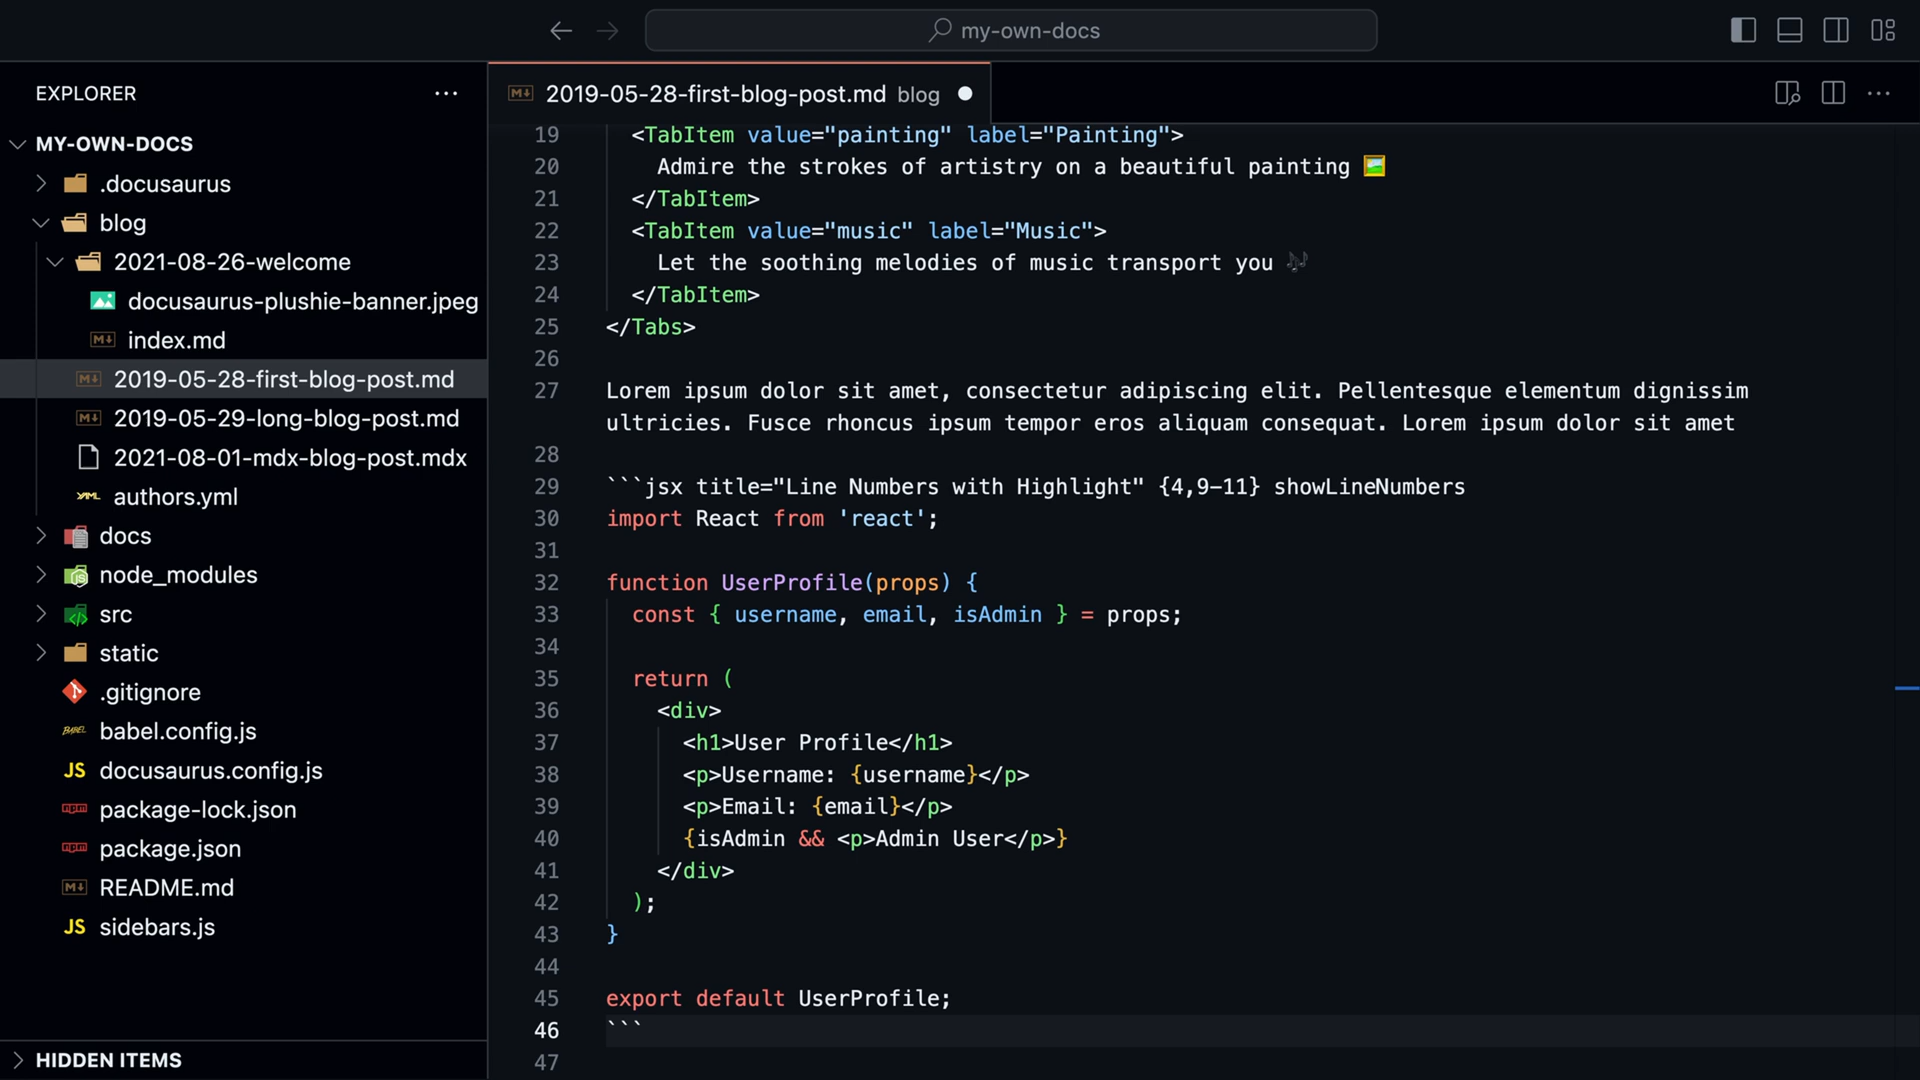 my-own-docs
EXPLORER
MY-OWN-DOCS
.docusaurus
blog
2021-08-26-welcome
docusaurus-plushie-banner.jpeg
index.md
2019-05-28-first-blog-post.md
2019-05-29-long-blog-post.md
2021-08-01-mdx-blog-post.mdx
authors.yml
docs
node_modules
src
static
.gitignore
babel.config.js
docusaurus.config.js
package-lock.json
package.json
README.md
sidebars.js
HIDDEN ITEMS
2019-05-28-first-blog-post.md blog
19 <TabItem value="painting" label="Painting">
20 Admire the strokes of artistry on a beautiful painting 🖼️
21 </TabItem>
22 <TabItem value="music" label="Music">
23 Let the soothing melodies of music transport you 🎶
24 </TabItem>
25 </Tabs>
26
27 Lorem ipsum dolor sit amet, consectetur adipiscing elit. Pellentesque elementum dignissim
ultricies. Fusce rhoncus ipsum tempor eros aliquam consequat. Lorem ipsum dolor sit amet
28
29 ```jsx title="Line Numbers with Highlight" {4,9-11} showLineNumbers
30 import React from 'react';
31
32 function UserProfile(props) {
33 const { username, email, isAdmin } = props;
34
35 return (
36 <div>
37 <h1>User Profile</h1>
38 <p>Username: {username}</p>
39 <p>Email: {email}</p>
40 {isAdmin && <p>Admin User</p>}
41 </div>
42 );
43 }
44
45 export default UserProfile;
46 ```
47